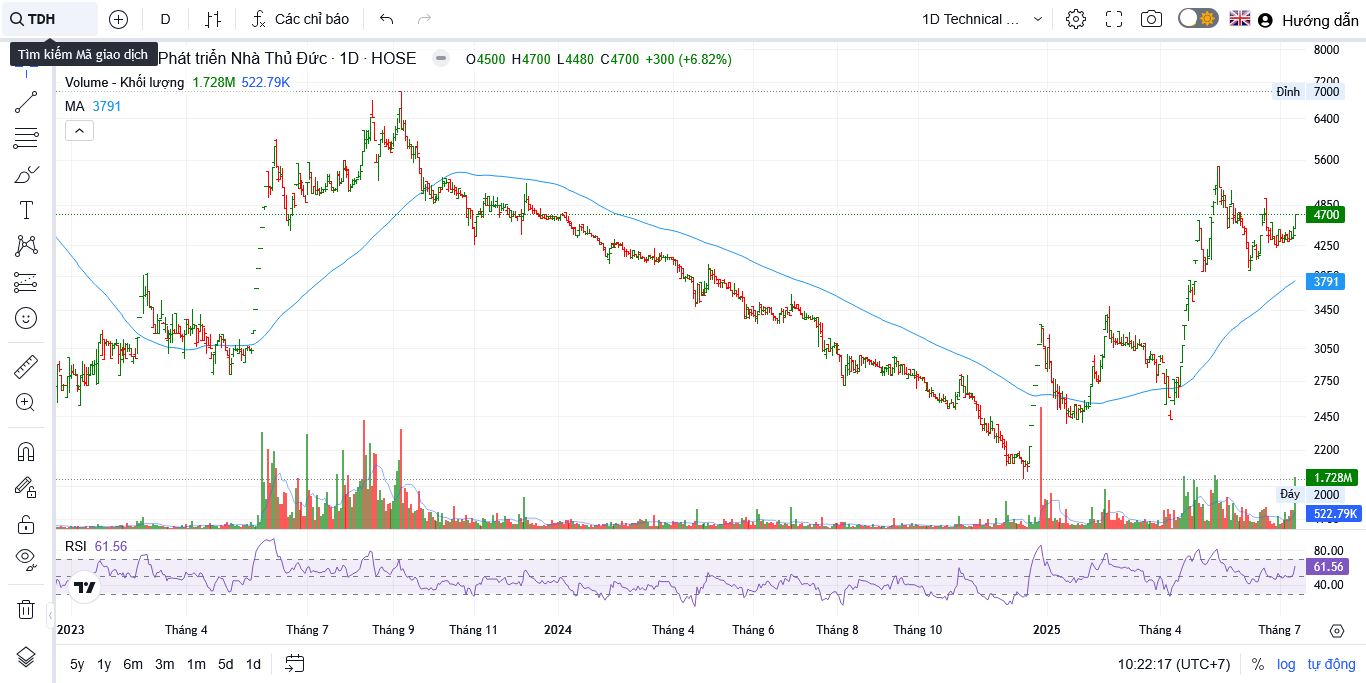 TDH D Các chỉ báo 1D Technical ... Hướng dẫn
Tìm kiếm Mã giao dịch Phát triển Nhà Thủ Đức · 1D · HOSE O4500 H4700 L4480 C4700 +300 (+6.82%)
Volume - Khối lượng 1.728M 522.79K
MA 3791
8000
7200
Đỉnh 7000
6400
5600
4850
4700
4250
3791
3450
3050
2750
2450
2200
1.728M
Đáy 2000
522.79K
RSI 61.56
80.00
61.56
40.00
2023 Tháng 4 Tháng 7 Tháng 9 Tháng 11 2024 Tháng 4 Tháng 6 Tháng 8 Tháng 10 2025 Tháng 4 Tháng 7
5y 1y 6m 3m 1m 5d 1d 10:22:17 (UTC+7) % log tự động